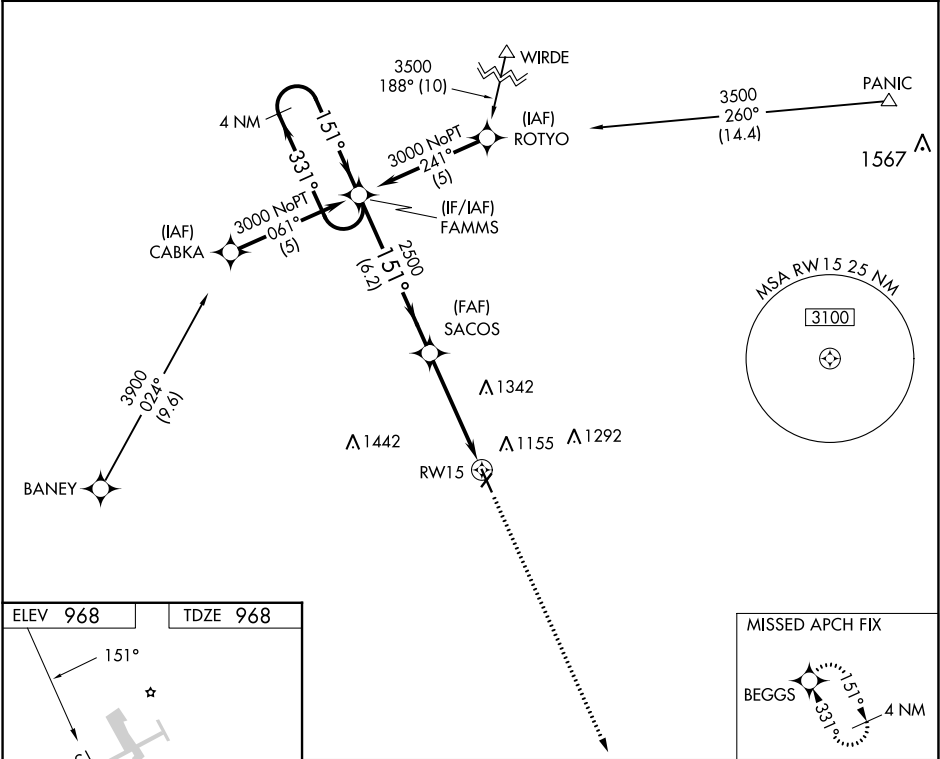 WIRDE
3500
188° (10)
(IAF)
ROTYO
3500
260°
(14.4)
PANIC
1567
4 NM
151°
331°
3000 NoPT
241°
(5)
(IF/IAF)
FAMMS
(IAF)
CABKA
3000 NoPT
061°
(5)
2500
151°
(6.2)
(FAF)
SACOS
MSA RW15 25 NM
3100
3900
024°
(9.6)
1342
1442
1155
1292
BANEY
RW15
ELEV 968
TDZE 968
151°
MISSED APCH FIX
BEGGS
151°
331°
4 NM